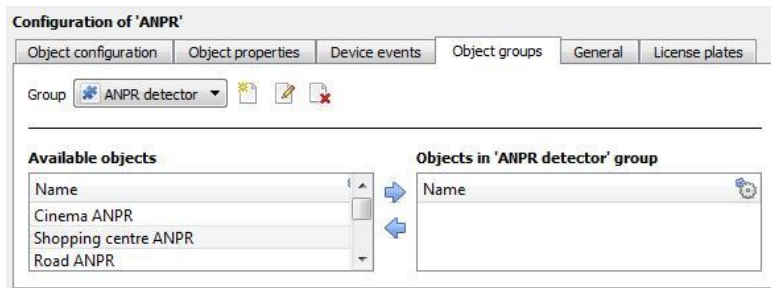 Configuration of 'ANPR'
Object configuration Object properties Device events Object groups General License plates
Group ANPR detector
Available objects Objects in 'ANPR detector' group
Name Name
Cinema ANPR
Shopping centre ANPR
Road ANPR